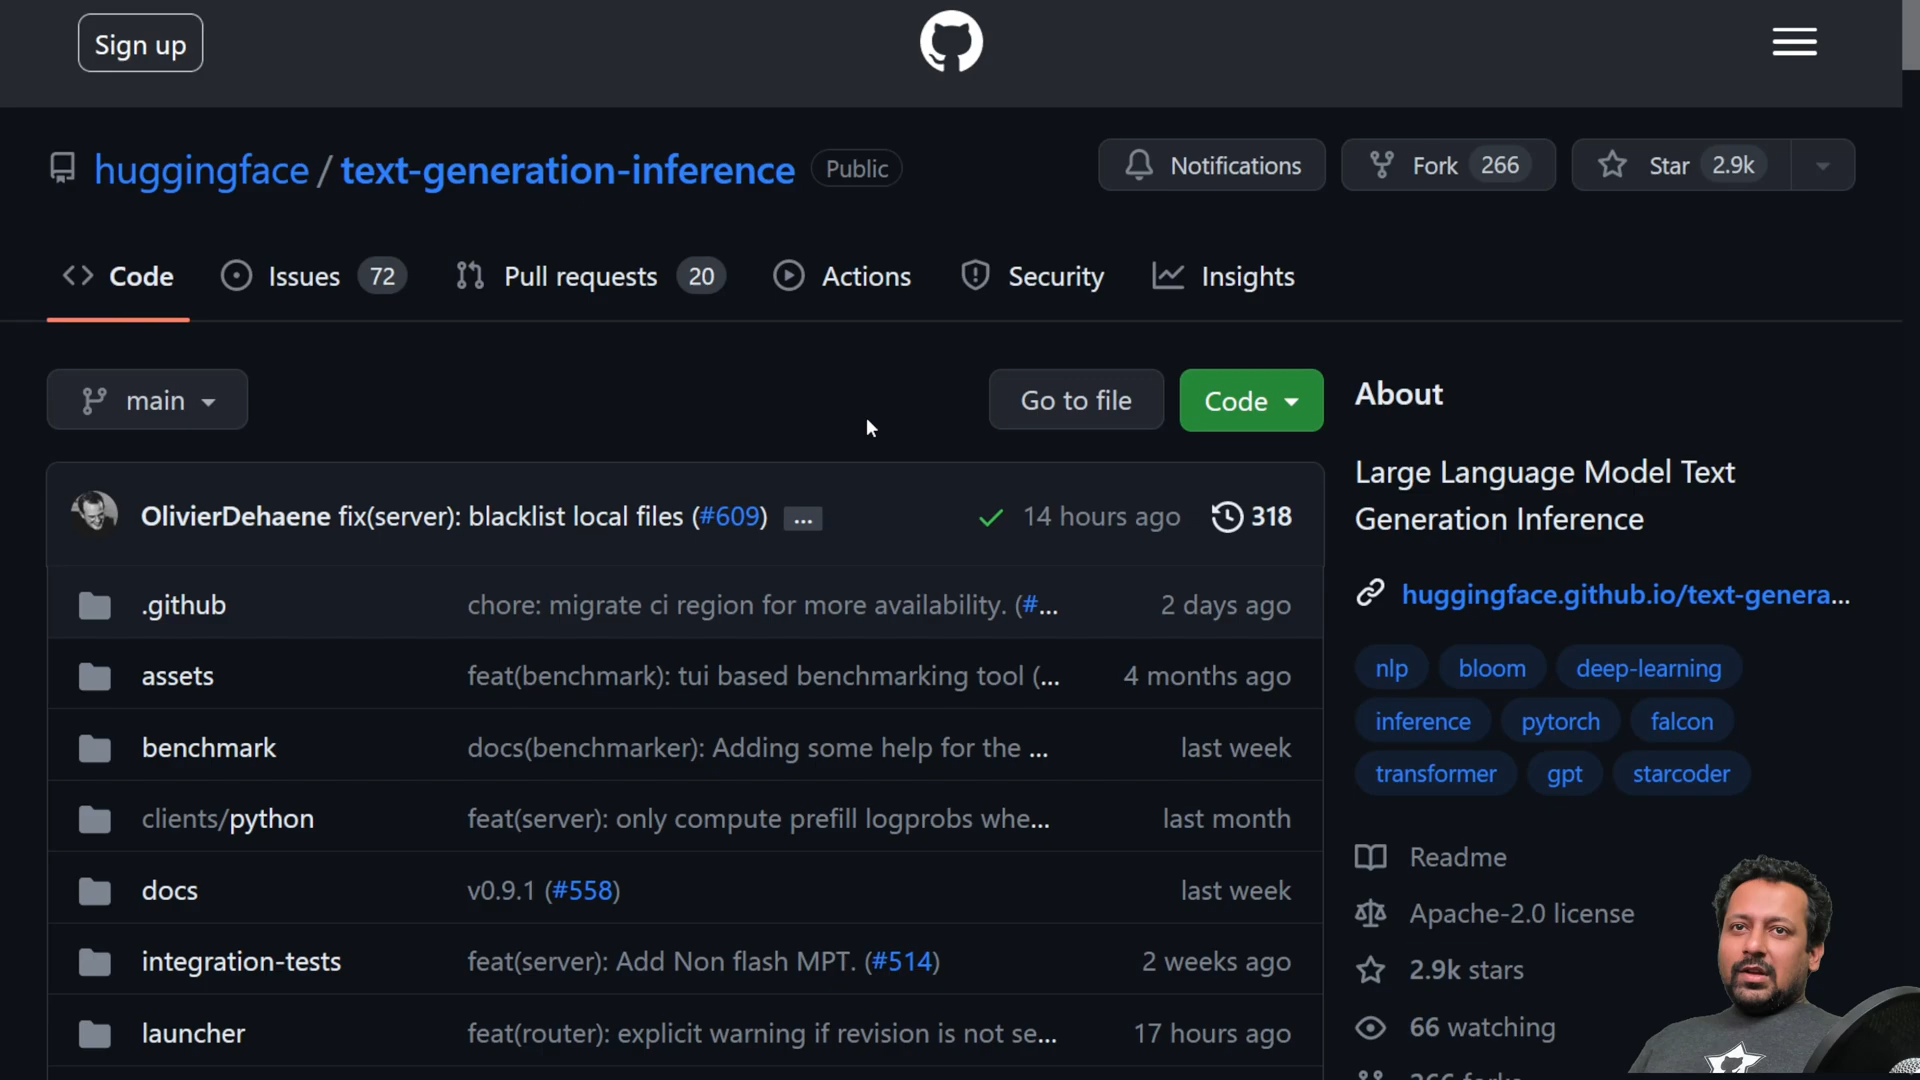 Sign up
huggingface / text-generation-inference Public
Notifications Fork 266 Star 2.9k
Code Issues 72 Pull requests 20 Actions Security Insights
main Go to file Code
About
Large Language Model Text
Generation Inference
OlivierDehaene fix(server): blacklist local files (#609) ... 14 hours ago 318
huggingface.github.io/text-genera...
.github chore: migrate ci region for more availability. (#... 2 days ago
assets feat(benchmark): tui based benchmarking tool (... 4 months ago
nlp bloom deep-learning
inference pytorch falcon
transformer gpt starcoder
benchmark docs(benchmarker): Adding some help for the ... last week
clients/python feat(server): only compute prefill logprobs whe... last month
Readme
docs v0.9.1 (#558) last week
Apache-2.0 license
integration-tests feat(server): Add Non flash MPT. (#514) 2 weeks ago
2.9k stars
launcher feat(router): explicit warning if revision is not se... 17 hours ago
66 watching
266 forks